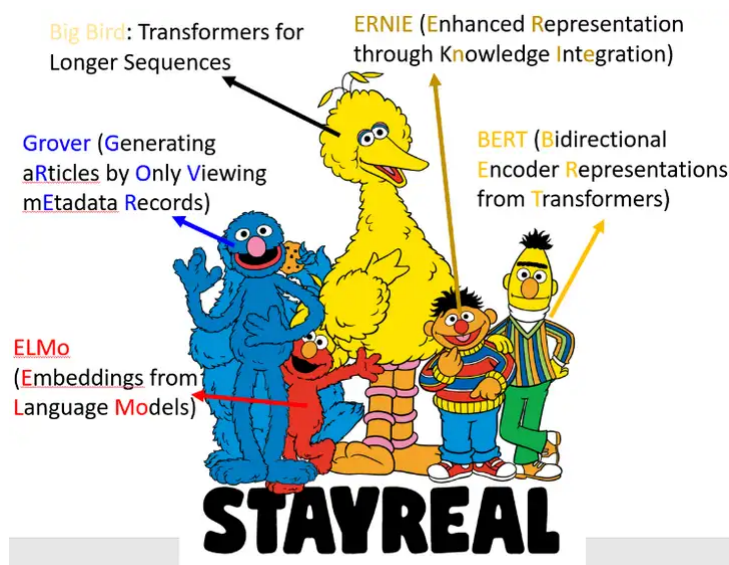 Big Bird: Transformers for
Longer Sequences
ERNIE (Enhanced Representation
through Knowledge Integration)
Grover (Generating
aRticles by Only Viewing
mEtadata Records)
BERT (Bidirectional
Encoder Representations
from Transformers)
ELMo
(Embeddings from
Language Models)
STAYREAL